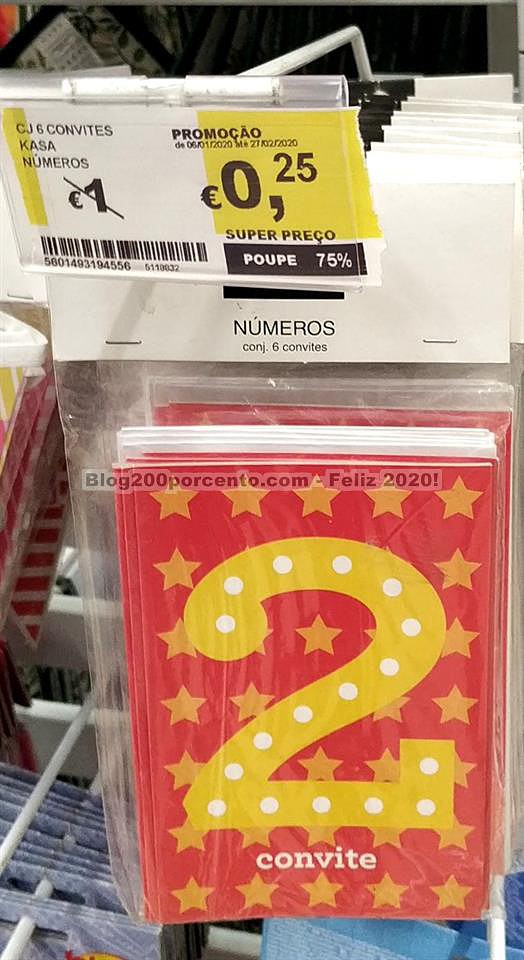 CJ 6 CONVITES
KASA
NÚMEROS
€1
PROMOÇÃO
de 06/01/2020 até 27/02/2020
€0,25
SUPER PREÇO
POUPE 75%
5601493194556 5119832
NÚMEROS
conj. 6 convites
Blog200porcento.com - Feliz 2020!
2
convite